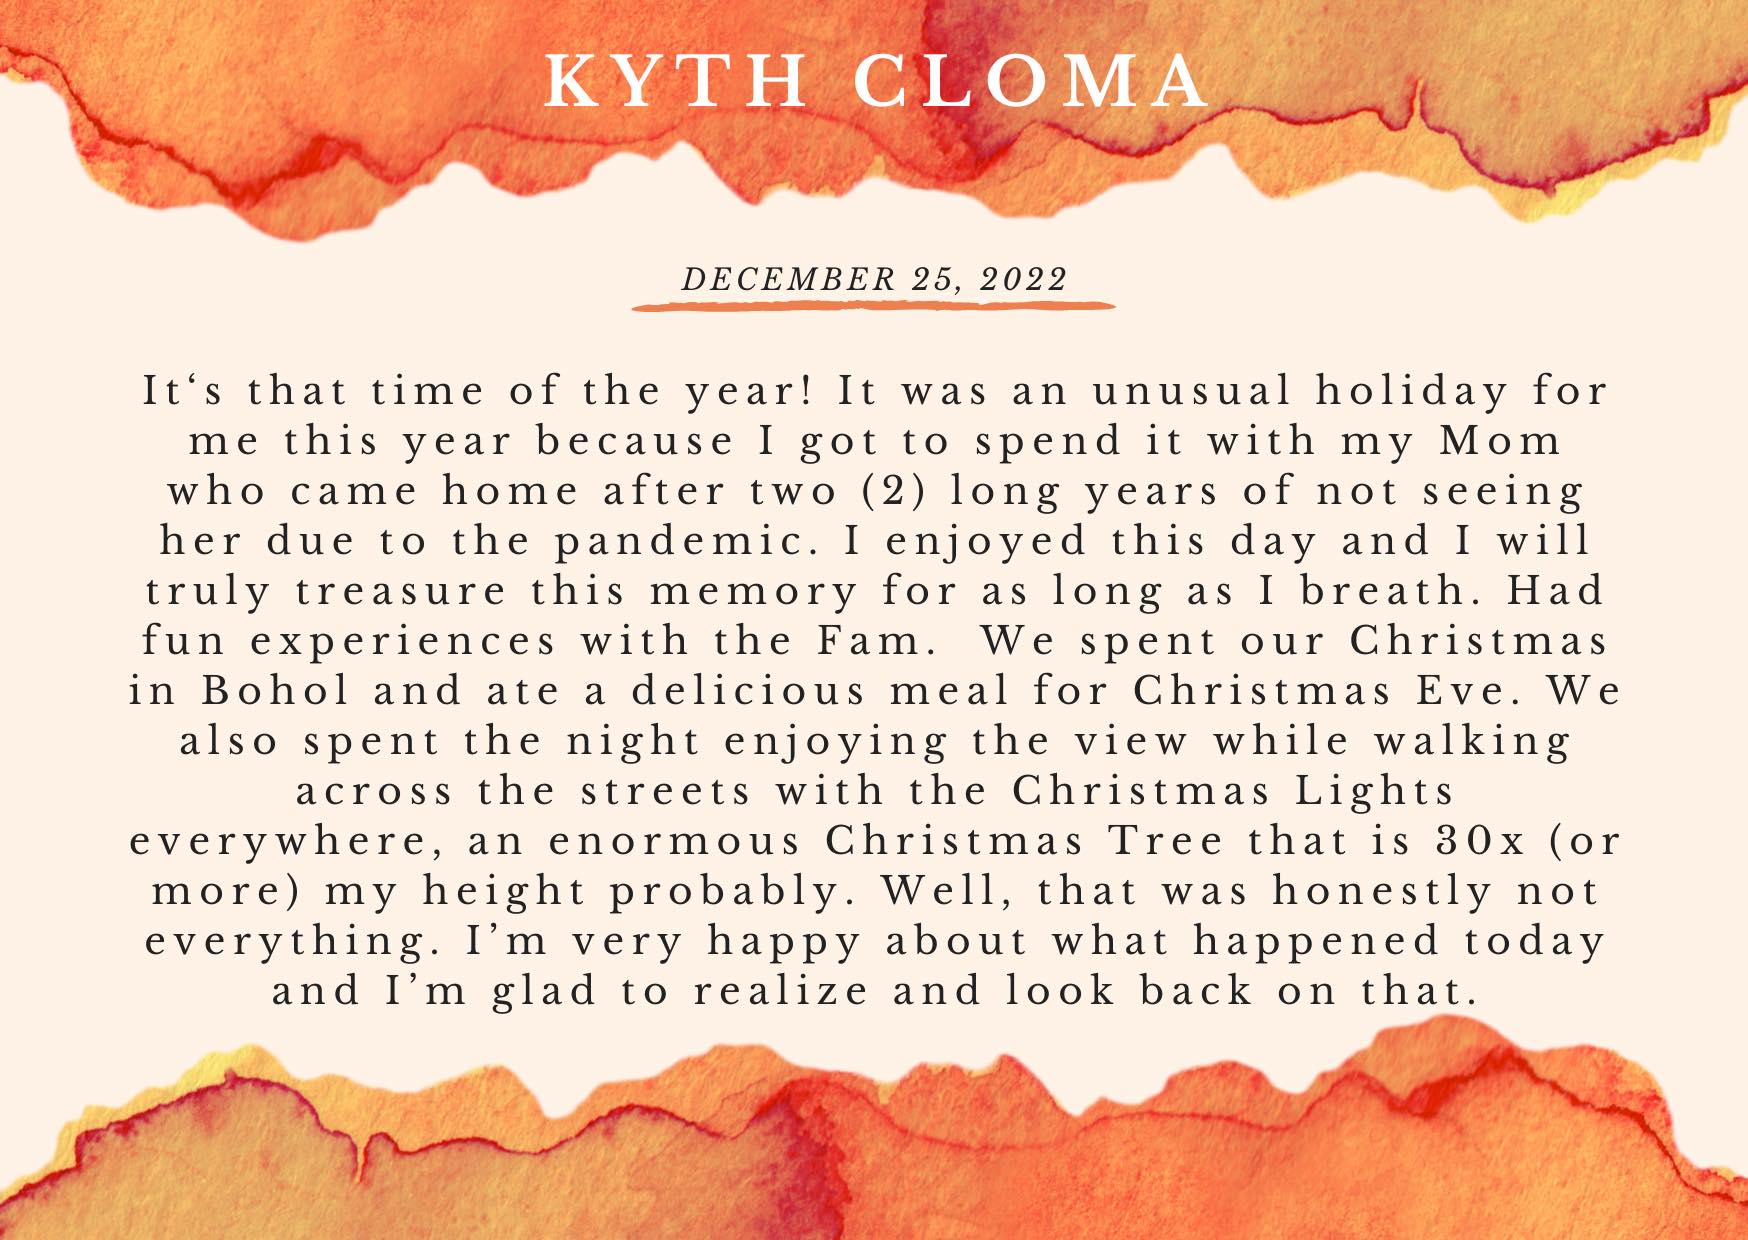 KYTH CLOMA
DECEMBER 25, 2022
It‘s that time of the year! It was an unusual holiday for
me this year because I got to spend it with my Mom
who came home after two (2) long years of not seeing
her due to the pandemic. I enjoyed this day and I will
truly treasure this memory for as long as I breath. Had
fun experiences with the Fam.  We spent our Christmas
in Bohol and ate a delicious meal for Christmas Eve. We
also spent the night enjoying the view while walking
across the streets with the Christmas Lights
everywhere, an enormous Christmas Tree that is 30x (or
more) my height probably. Well, that was honestly not
everything. I’m very happy about what happened today
and I’m glad to realize and look back on that.